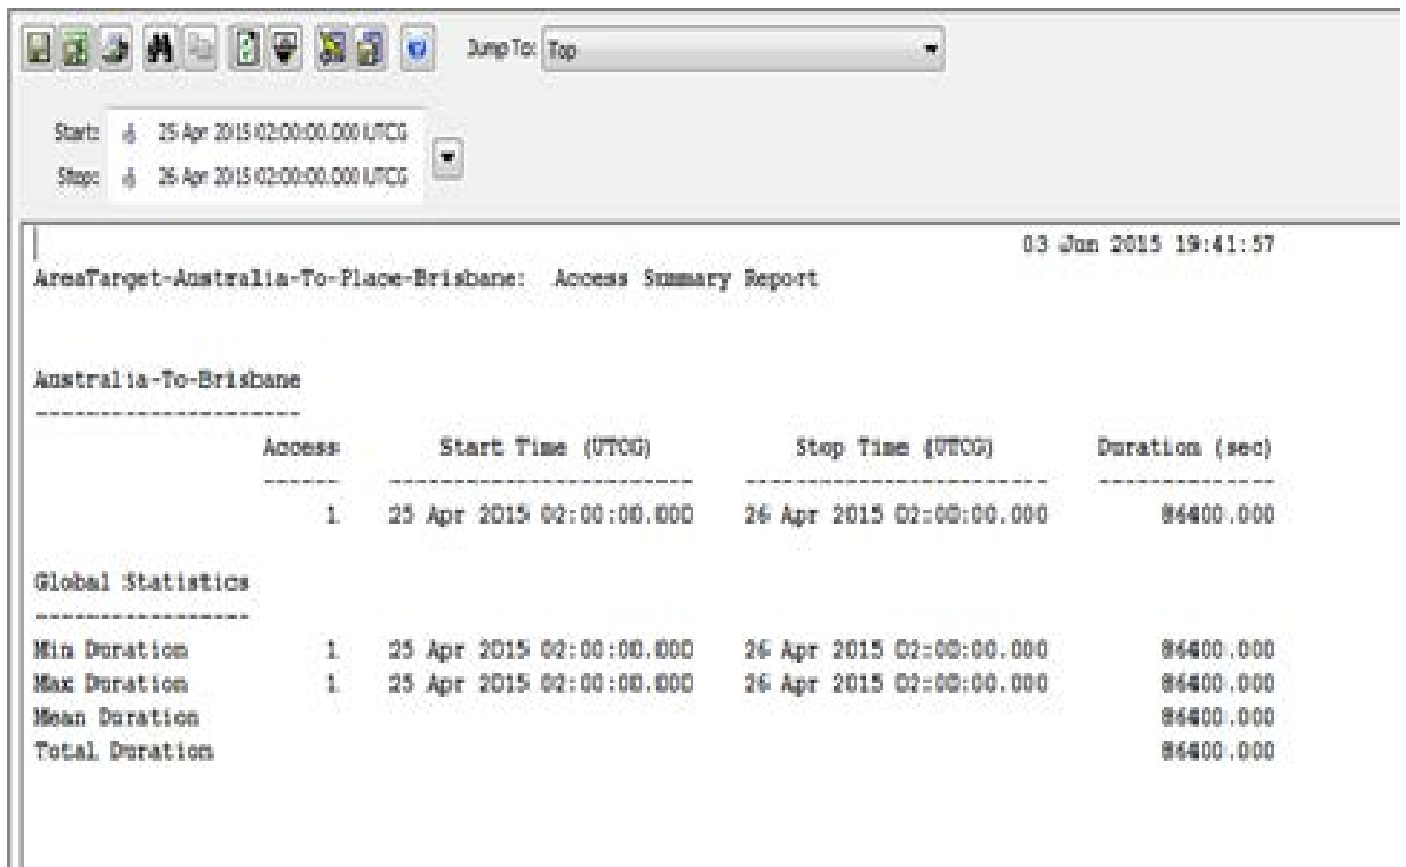 Jump To: Top
Start: 25 Apr 2015 02:00:00.000 UTCG
Stop: 26 Apr 2015 02:00:00.000 UTCG
03 Jun 2015 19:41:57
AreaTarget-Australia-To-Place-Brisbane: Access Summary Report
Australia-To-Brisbane
----------------------
Access Start Time (UTCG) Stop Time (UTCG) Duration (sec)
------ ------------------------ ------------------------ --------------
1 25 Apr 2015 02:00:00.000 26 Apr 2015 02:00:00.000 86400.000
Global Statistics
-----------------
Min Duration 1 25 Apr 2015 02:00:00.000 26 Apr 2015 02:00:00.000 86400.000
Max Duration 1 25 Apr 2015 02:00:00.000 26 Apr 2015 02:00:00.000 86400.000
Mean Duration 86400.000
Total Duration 86400.000